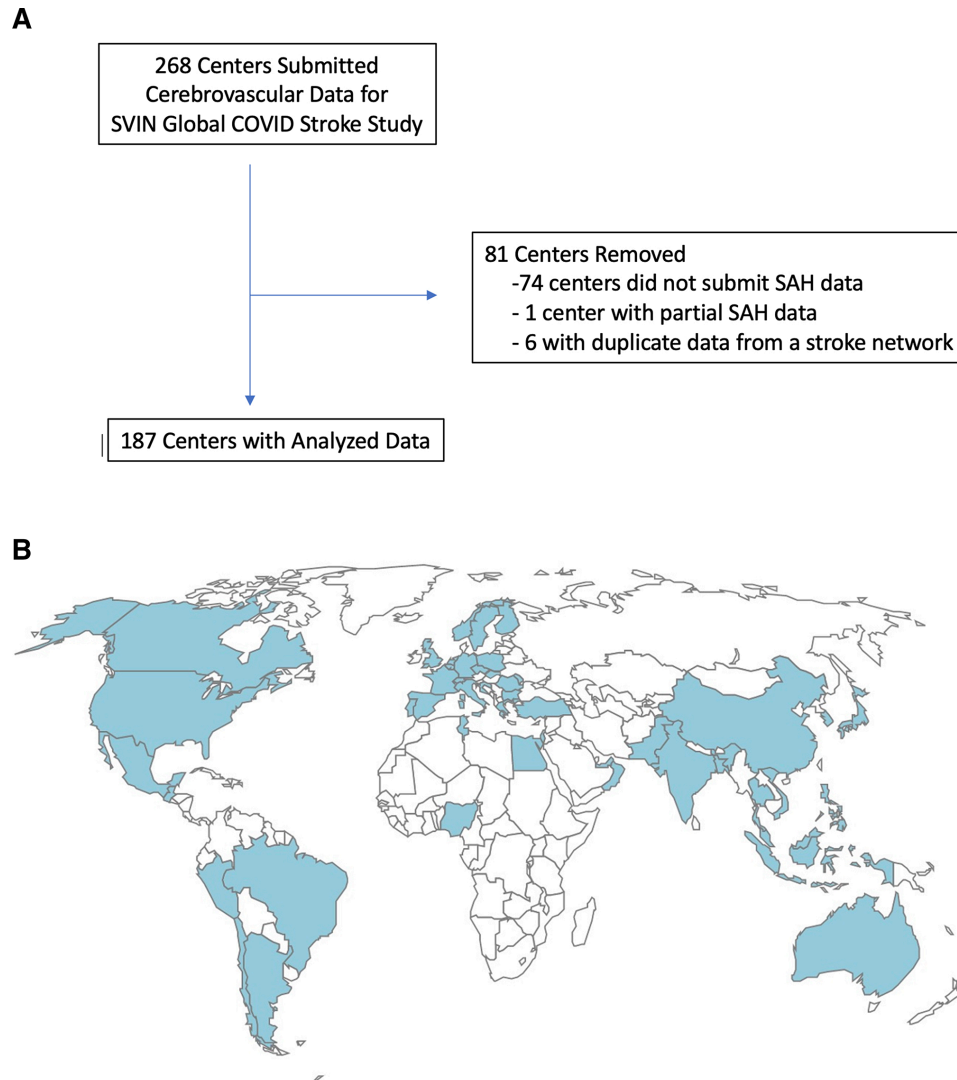 A
268 Centers Submitted
Cerebrovascular Data for
SVIN Global COVID Stroke Study
81 Centers Removed
-74 centers did not submit SAH data
- 1 center with partial SAH data
- 6 with duplicate data from a stroke network
187 Centers with Analyzed Data
B